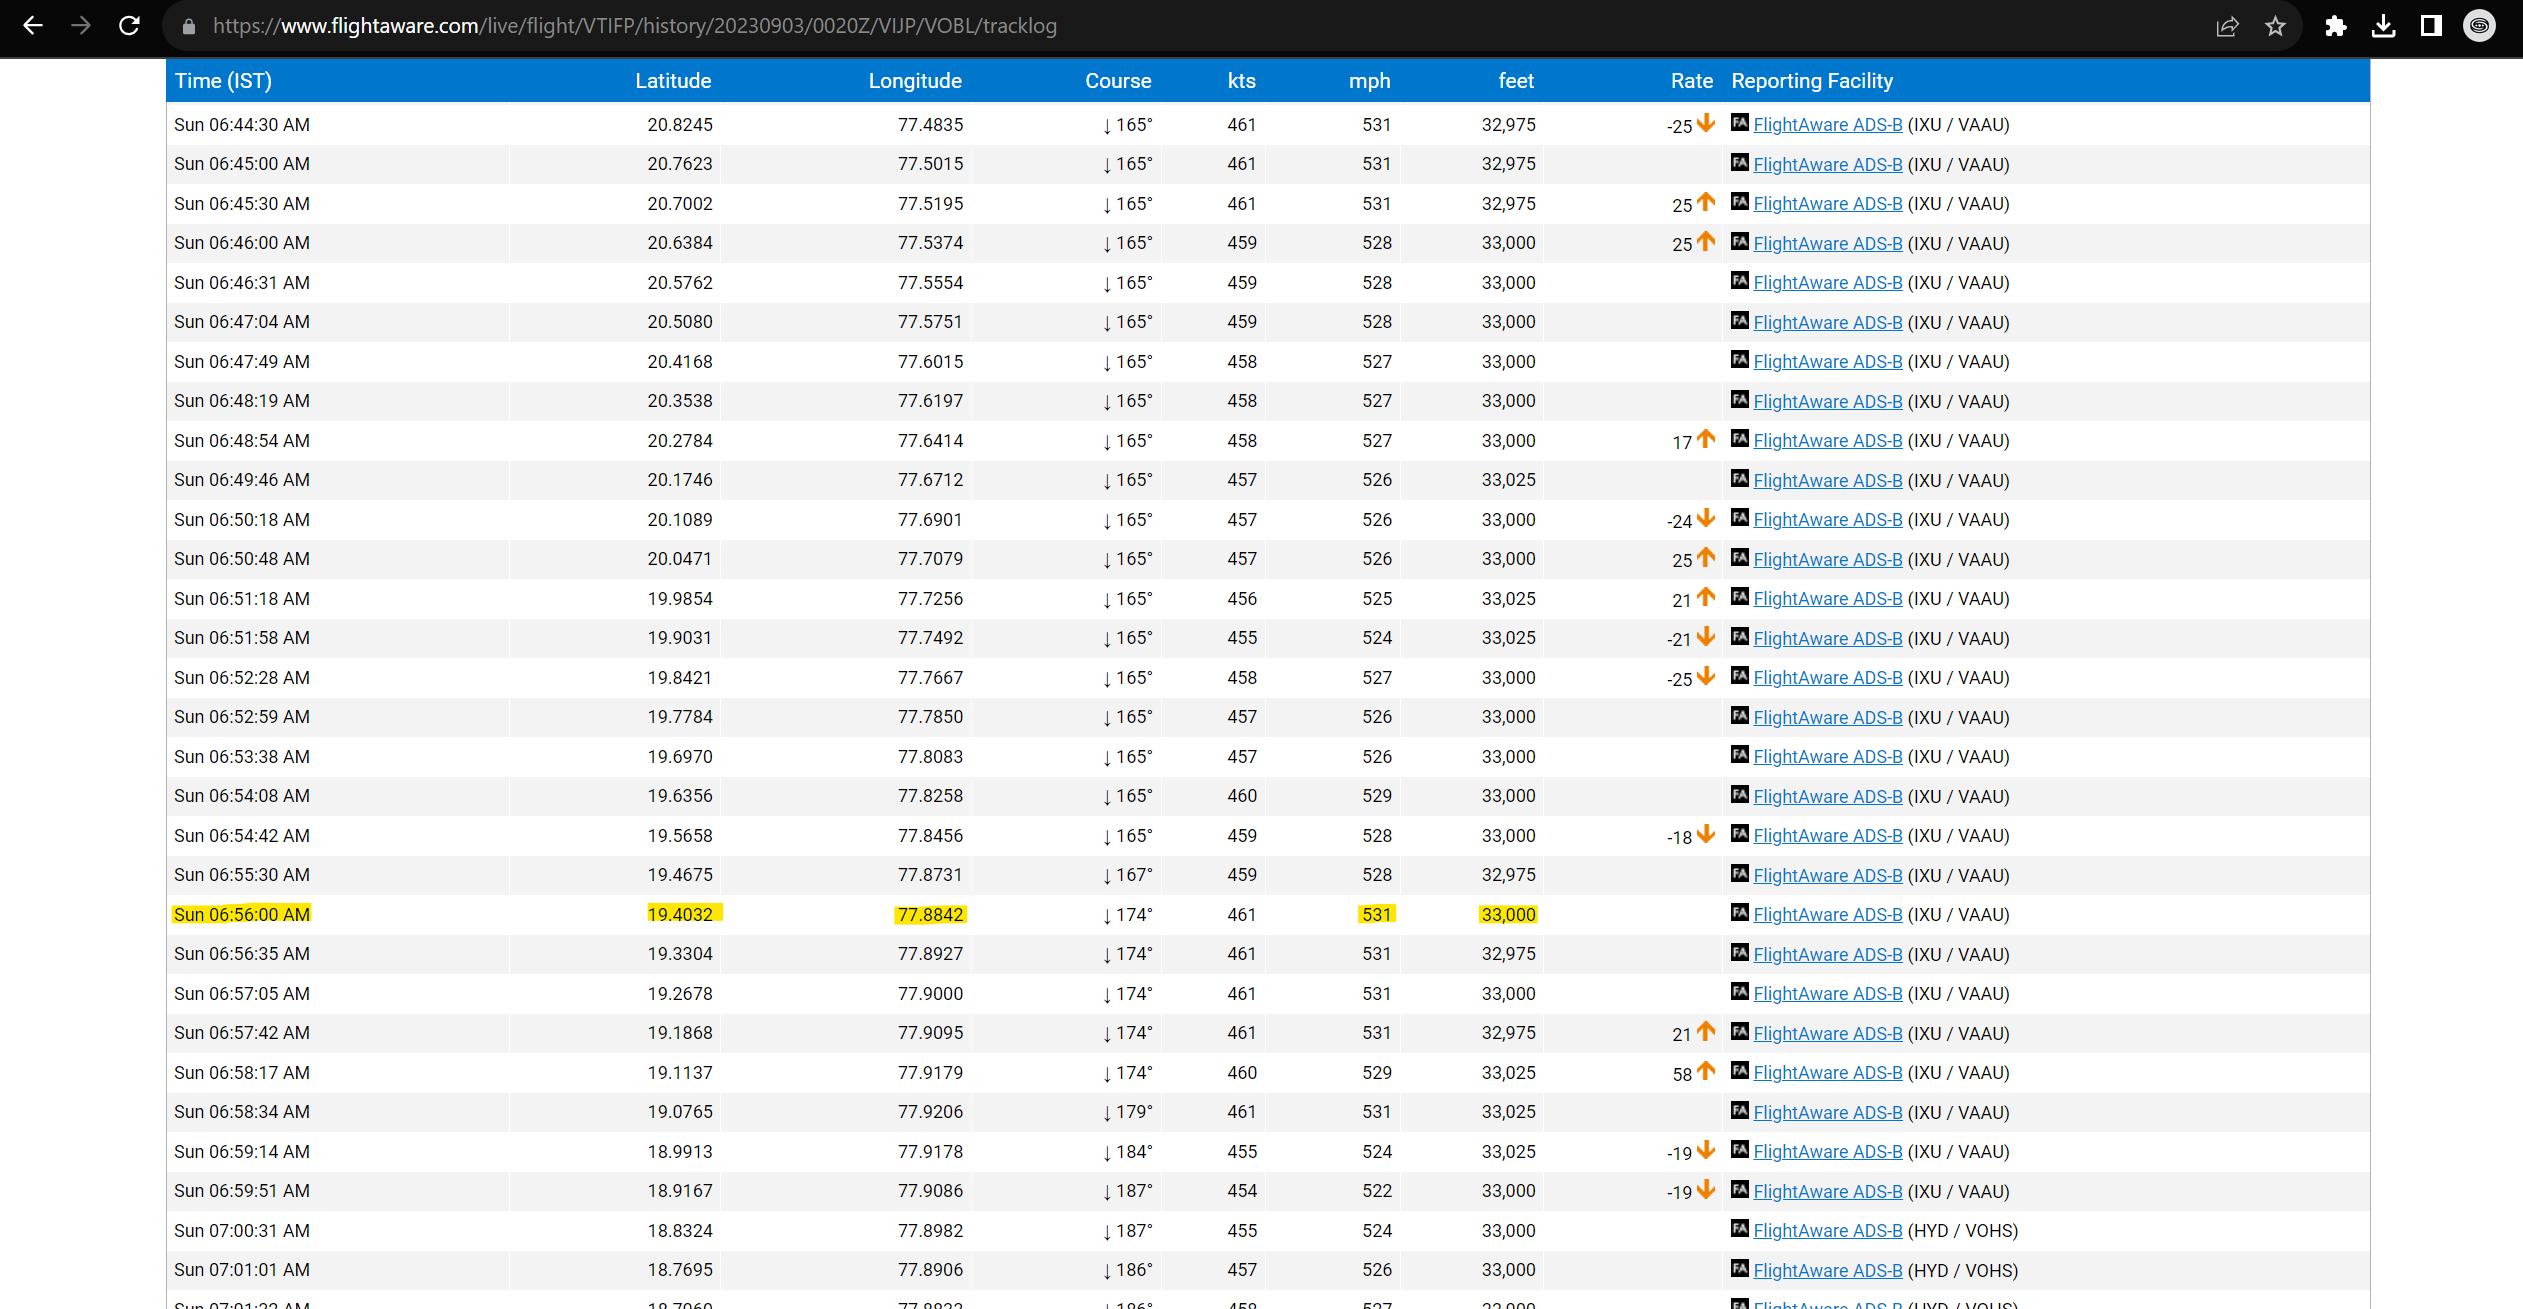 https://www.flightaware.com/live/flight/VTIFP/history/20230903/0020Z/VIJP/VOBL/tracklog
Time (IST) Latitude Longitude Course kts mph feet Rate Reporting Facility
Sun 06:44:30 AM 20.8245 77.4835 ↓ 165° 461 531 32,975 -25 FA FlightAware ADS-B (IXU / VAAU)
Sun 06:45:00 AM 20.7623 77.5015 ↓ 165° 461 531 32,975 FA FlightAware ADS-B (IXU / VAAU)
Sun 06:45:30 AM 20.7002 77.5195 ↓ 165° 461 531 32,975 25 FA FlightAware ADS-B (IXU / VAAU)
Sun 06:46:00 AM 20.6384 77.5374 ↓ 165° 459 528 33,000 25 FA FlightAware ADS-B (IXU / VAAU)
Sun 06:46:31 AM 20.5762 77.5554 ↓ 165° 459 528 33,000 FA FlightAware ADS-B (IXU / VAAU)
Sun 06:47:04 AM 20.5080 77.5751 ↓ 165° 459 528 33,000 FA FlightAware ADS-B (IXU / VAAU)
Sun 06:47:49 AM 20.4168 77.6015 ↓ 165° 458 527 33,000 FA FlightAware ADS-B (IXU / VAAU)
Sun 06:48:19 AM 20.3538 77.6197 ↓ 165° 458 527 33,000 FA FlightAware ADS-B (IXU / VAAU)
Sun 06:48:54 AM 20.2784 77.6414 ↓ 165° 458 527 33,000 17 FA FlightAware ADS-B (IXU / VAAU)
Sun 06:49:46 AM 20.1746 77.6712 ↓ 165° 457 526 33,025 FA FlightAware ADS-B (IXU / VAAU)
Sun 06:50:18 AM 20.1089 77.6901 ↓ 165° 457 526 33,000 -24 FA FlightAware ADS-B (IXU / VAAU)
Sun 06:50:48 AM 20.0471 77.7079 ↓ 165° 457 526 33,000 25 FA FlightAware ADS-B (IXU / VAAU)
Sun 06:51:18 AM 19.9854 77.7256 ↓ 165° 456 525 33,025 21 FA FlightAware ADS-B (IXU / VAAU)
Sun 06:51:58 AM 19.9031 77.7492 ↓ 165° 455 524 33,025 -21 FA FlightAware ADS-B (IXU / VAAU)
Sun 06:52:28 AM 19.8421 77.7667 ↓ 165° 458 527 33,000 -25 FA FlightAware ADS-B (IXU / VAAU)
Sun 06:52:59 AM 19.7784 77.7850 ↓ 165° 457 526 33,000 FA FlightAware ADS-B (IXU / VAAU)
Sun 06:53:38 AM 19.6970 77.8083 ↓ 165° 457 526 33,000 FA FlightAware ADS-B (IXU / VAAU)
Sun 06:54:08 AM 19.6356 77.8258 ↓ 165° 460 529 33,000 FA FlightAware ADS-B (IXU / VAAU)
Sun 06:54:42 AM 19.5658 77.8456 ↓ 165° 459 528 33,000 -18 FA FlightAware ADS-B (IXU / VAAU)
Sun 06:55:30 AM 19.4675 77.8731 ↓ 167° 459 528 32,975 FA FlightAware ADS-B (IXU / VAAU)
Sun 06:56:00 AM 19.4032 77.8842 ↓ 174° 461 531 33,000 FA FlightAware ADS-B (IXU / VAAU)
Sun 06:56:35 AM 19.3304 77.8927 ↓ 174° 461 531 32,975 FA FlightAware ADS-B (IXU / VAAU)
Sun 06:57:05 AM 19.2678 77.9000 ↓ 174° 461 531 33,000 FA FlightAware ADS-B (IXU / VAAU)
Sun 06:57:42 AM 19.1868 77.9095 ↓ 174° 461 531 32,975 21 FA FlightAware ADS-B (IXU / VAAU)
Sun 06:58:17 AM 19.1137 77.9179 ↓ 174° 460 529 33,025 58 FA FlightAware ADS-B (IXU / VAAU)
Sun 06:58:34 AM 19.0765 77.9206 ↓ 179° 461 531 33,025 FA FlightAware ADS-B (IXU / VAAU)
Sun 06:59:14 AM 18.9913 77.9178 ↓ 184° 455 524 33,025 -19 FA FlightAware ADS-B (IXU / VAAU)
Sun 06:59:51 AM 18.9167 77.9086 ↓ 187° 454 522 33,000 -19 FA FlightAware ADS-B (IXU / VAAU)
Sun 07:00:31 AM 18.8324 77.8982 ↓ 187° 455 524 33,000 FA FlightAware ADS-B (HYD / VOHS)
Sun 07:01:01 AM 18.7695 77.8906 ↓ 186° 457 526 33,000 FA FlightAware ADS-B (HYD / VOHS)